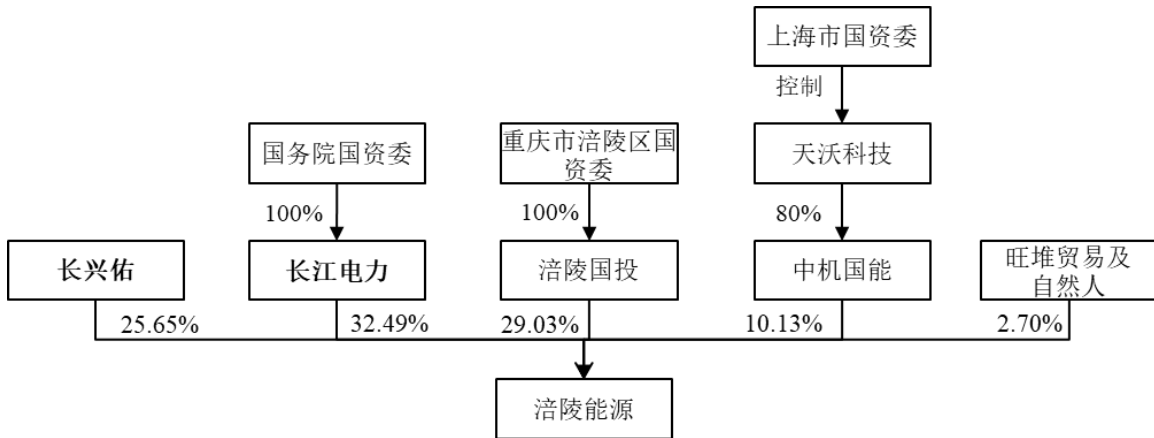 上海市国资委
控制
国务院国资委
重庆市涪陵区国
资委
天沃科技
100%
100%
80%
长兴佑
长江电力
涪陵国投
中机国能
旺堆贸易及
自然人
25.65%
32.49%
29.03%
10.13%
2.70%
涪陵能源